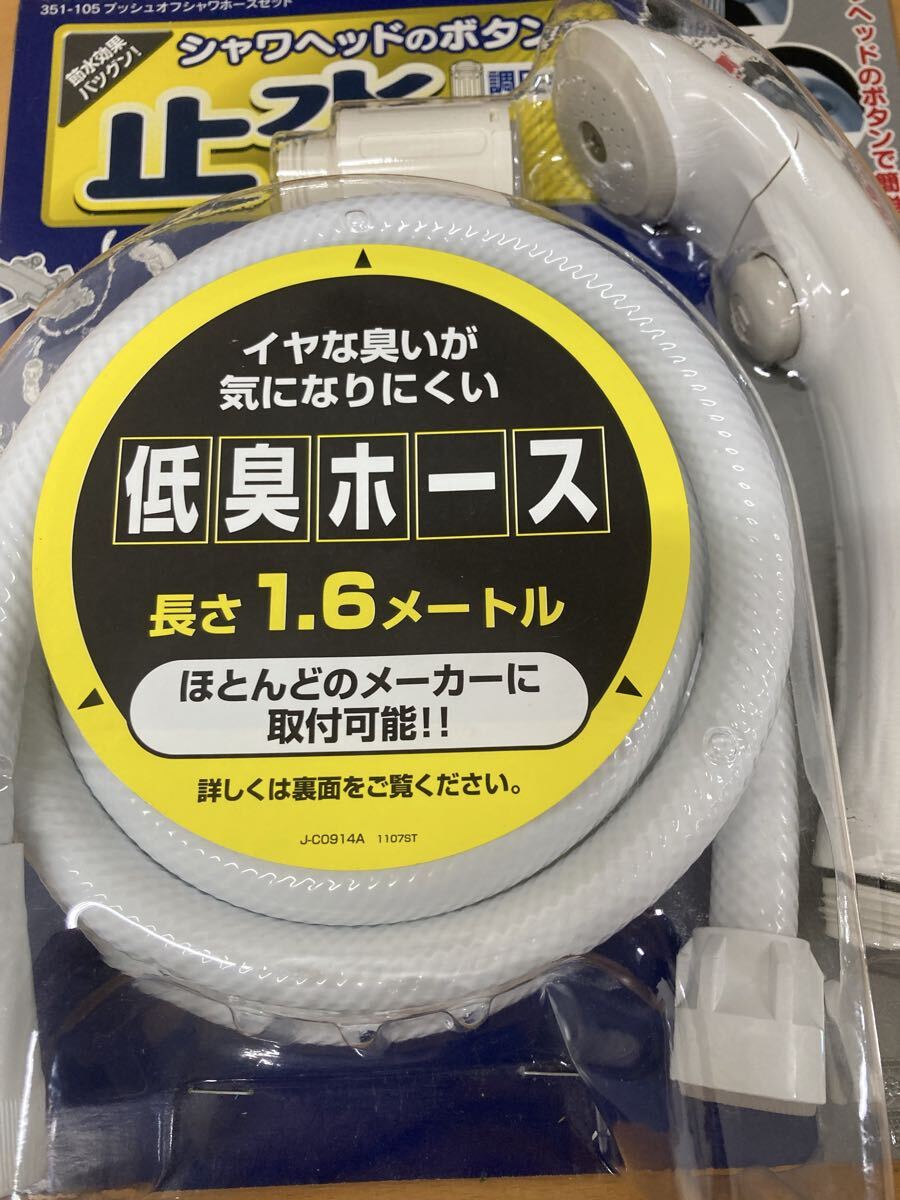 351-105 プッシュオフシャワホースセット
節水効果
バツグン!
シャワヘッドのボタン
止水
調圧
ヘッドのボタンで簡
イヤな臭いが
気になりにくい
低臭ホース
長さ 1.6メートル
ほとんどのメーカーに
取付可能!!
詳しくは裏面をご覧ください。
J-C0914A 1107ST